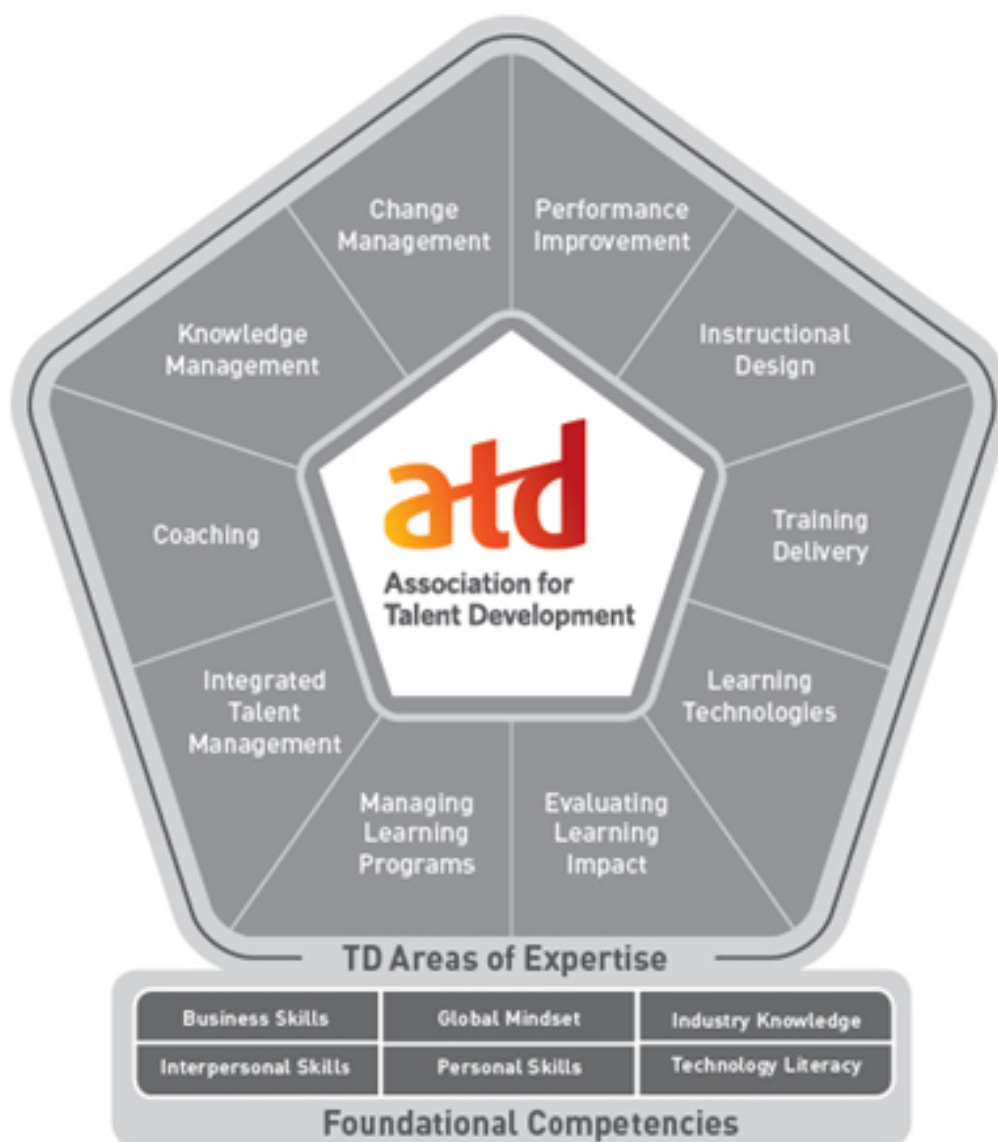 Change
Management
Performance
Improvement
Knowledge
Management
Instructional
Design
atd
Association for
Talent Development
Coaching
Training
Delivery
Integrated
Talent
Management
Learning
Technologies
Managing
Learning
Programs
Evaluating
Learning
Impact
TD Areas of Expertise
Business Skills
Global Mindset
Industry Knowledge
Interpersonal Skills
Personal Skills
Technology Literacy
Foundational Competencies